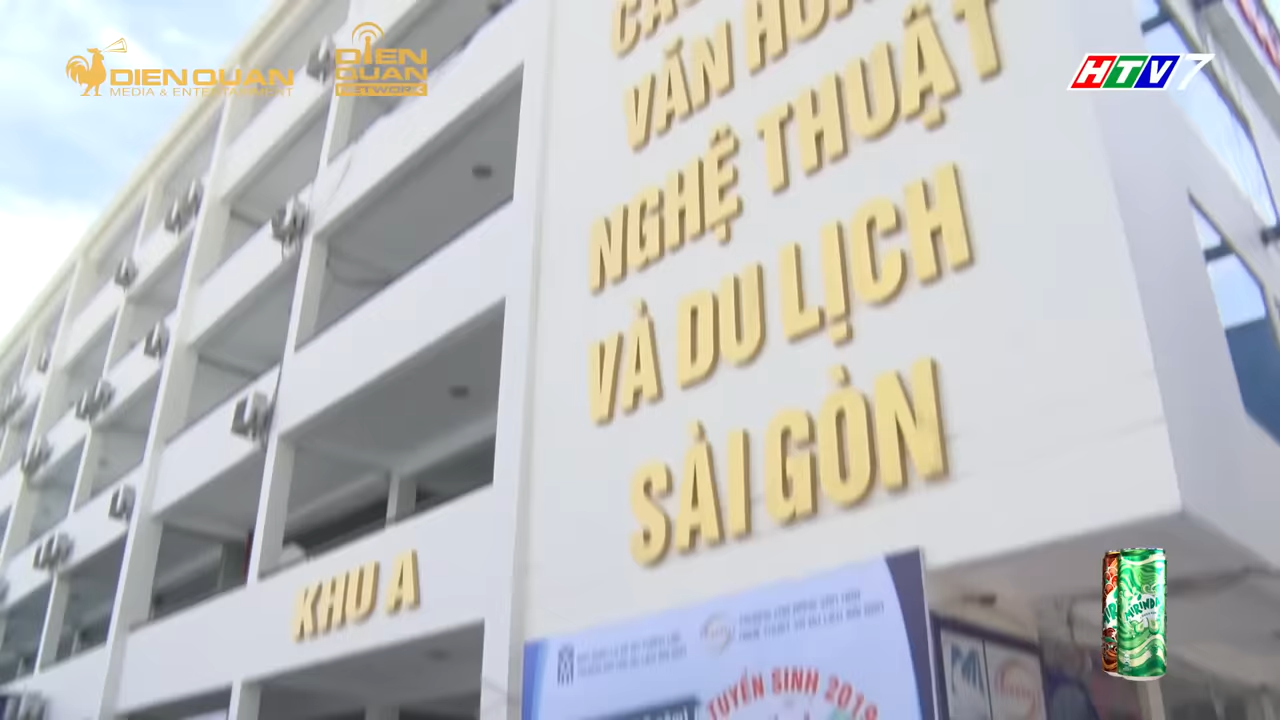 DIEN QUAN
MEDIA & ENTERTAINMENT
DIEN
QUAN
NETWORK
HTV7
VĂN HÓA
NGHỆ THUẬT
VÀ DU LỊCH
SÀI GÒN
KHU A
TUYỂN SINH 2019
MIRINDA